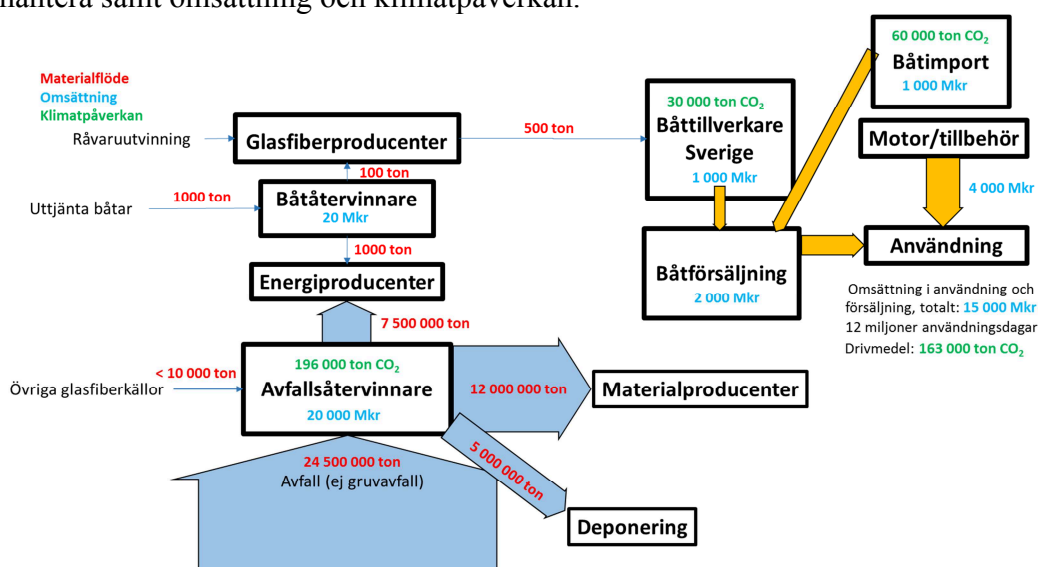 hantera samt omsättning och klimatpåverkan.
60 000 ton CO₂
Båtimport
1 000 Mkr
Materialflöde
Omsättning
Klimatpåverkan
30 000 ton CO₂
Båttillverkare
Sverige
1 000 Mkr
Råvaruutvinning
Glasfiberproducenter
500 ton
Motor/tillbehör
100 ton
4 000 Mkr
Uttjänta båtar
1000 ton
Båtåtervinnare
20 Mkr
1000 ton
Båtförsäljning
2 000 Mkr
Användning
Energiproducenter
Omsättning i användning och
försäljning, totalt: 15 000 Mkr
12 miljoner användningsdagar
Drivmedel: 163 000 ton CO₂
7 500 000 ton
Övriga glasfiberkällor
< 10 000 ton
196 000 ton CO₂
Avfallsåtervinnare
20 000 Mkr
12 000 000 ton
Materialproducenter
5 000 000 ton
24 500 000 ton
Avfall (ej gruvavfall)
Deponering